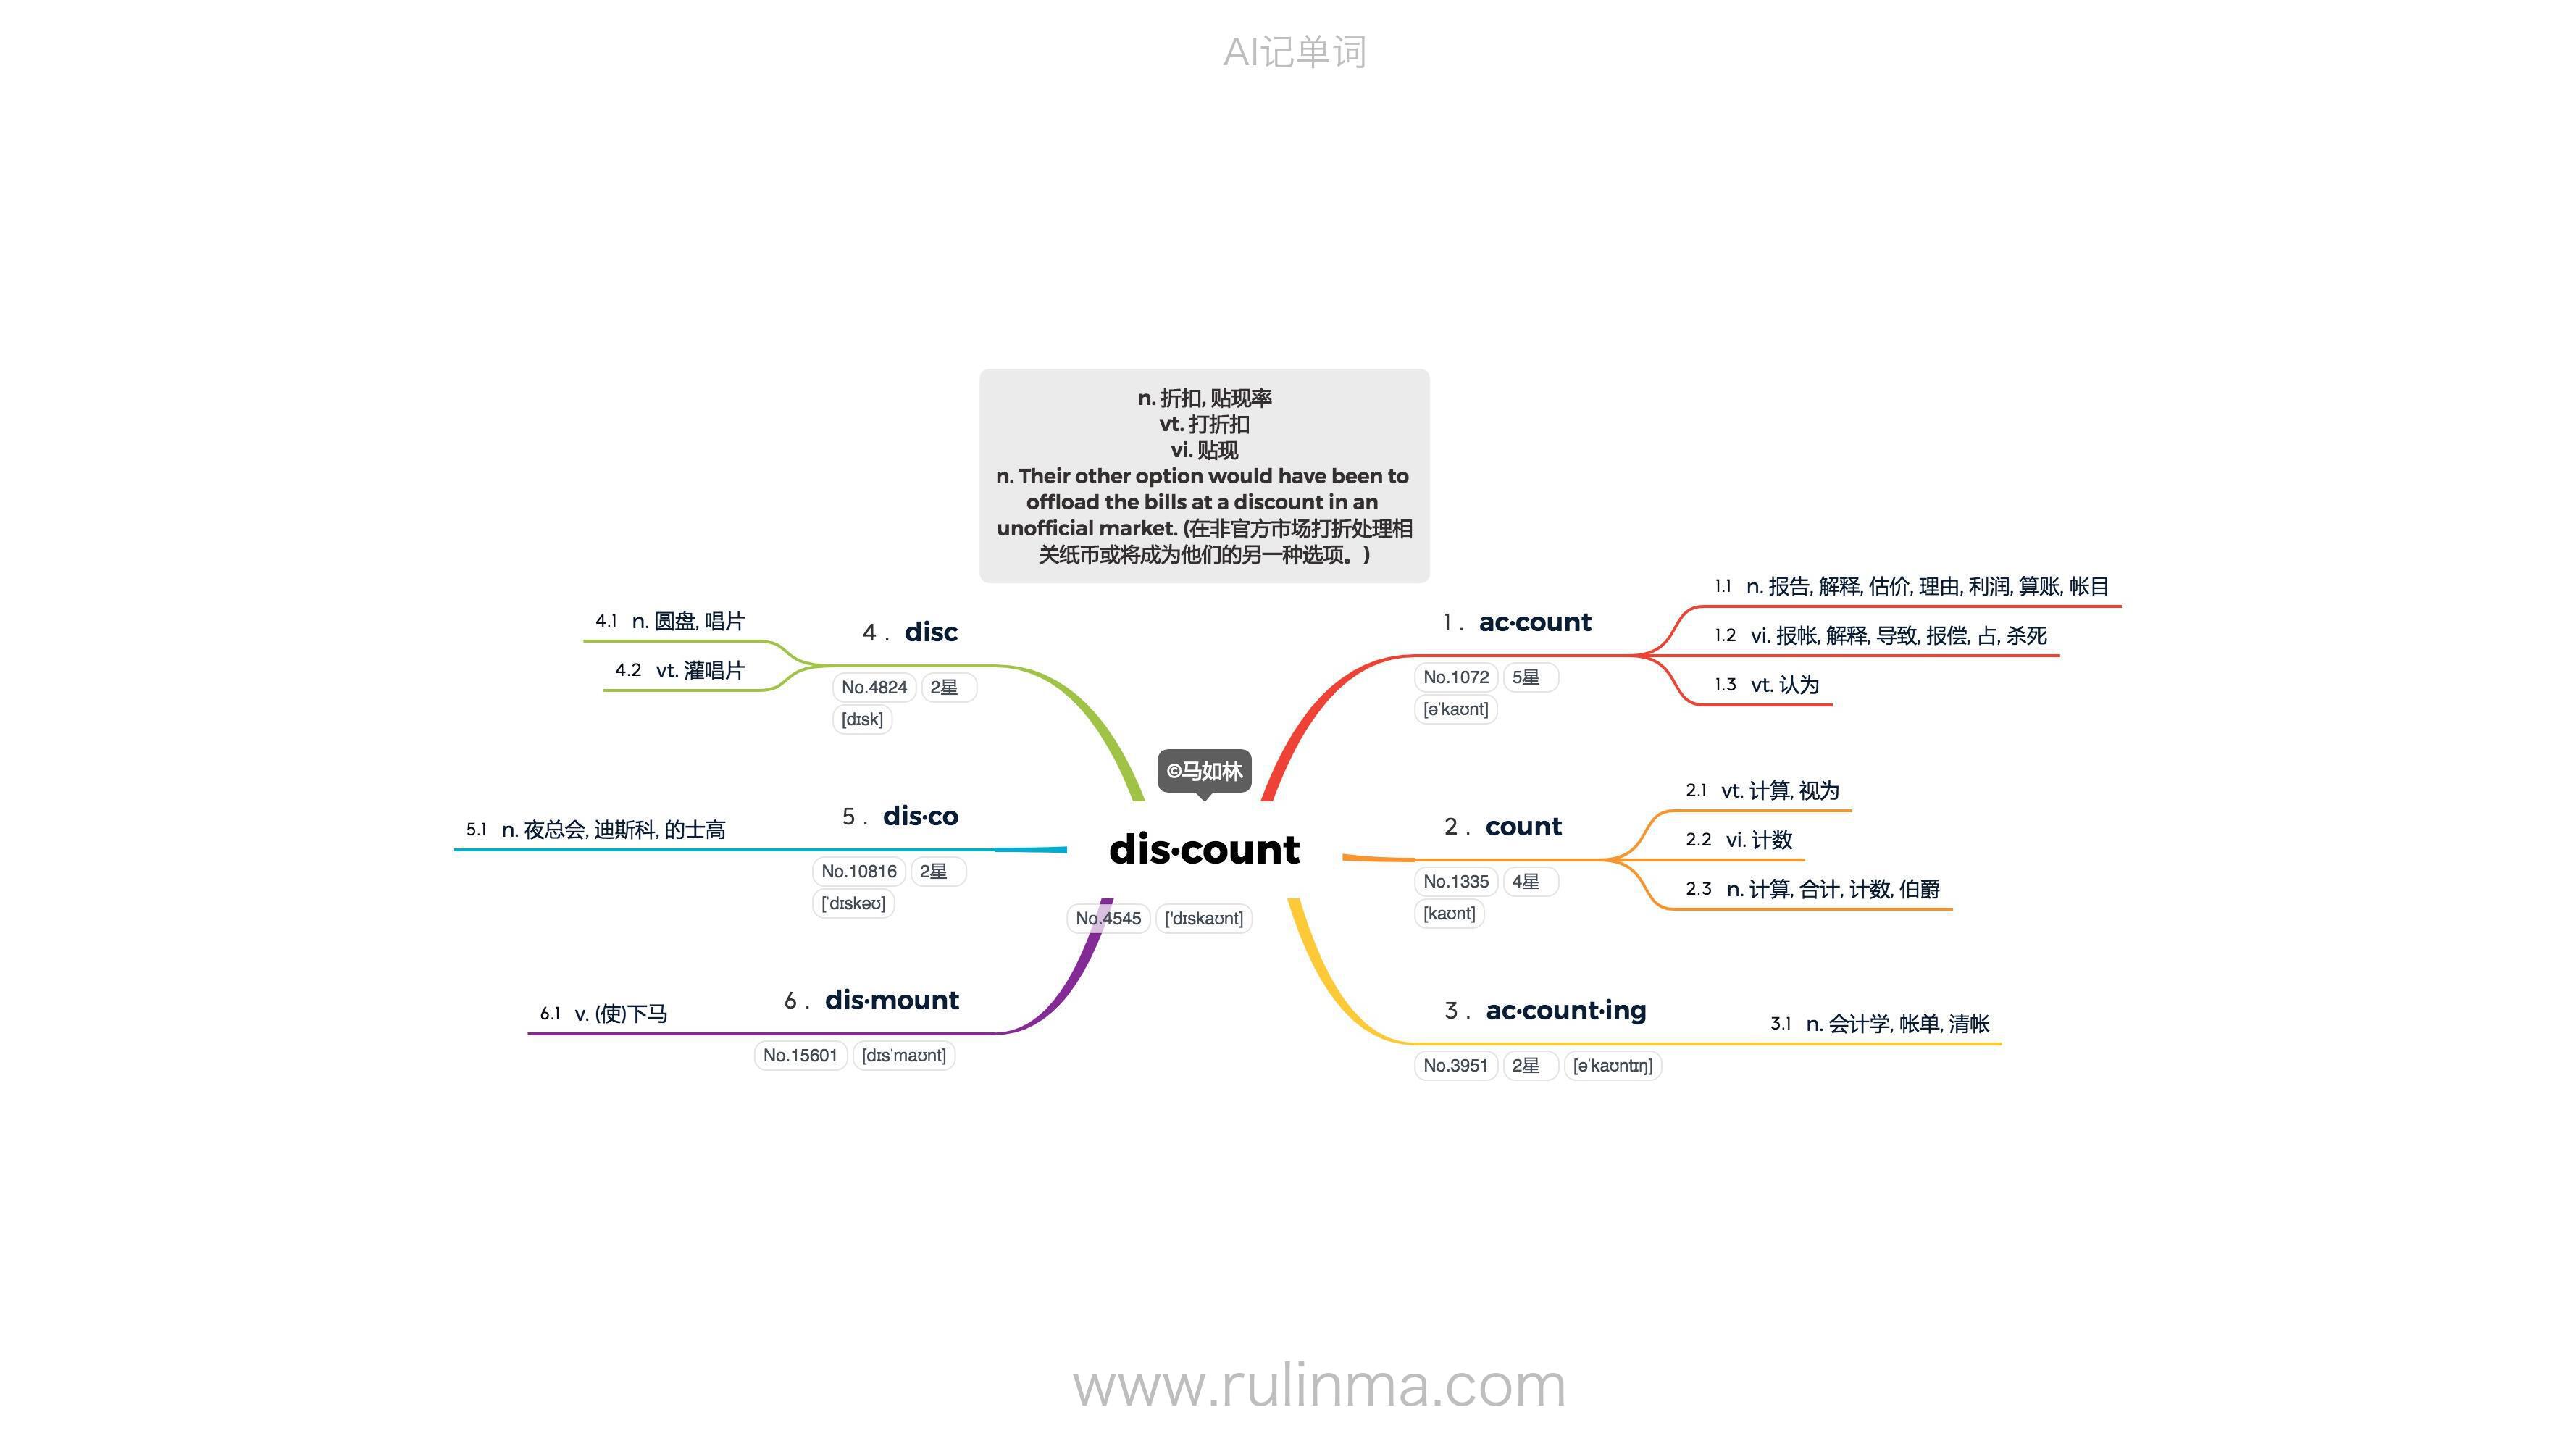 AI记单词
n. 折扣, 贴现率
vt. 打折扣
vi. 贴现
n. Their other option would have been to
offload the bills at a discount in an
unofficial market. (在非官方市场打折处理相
关纸币或将成为他们的另一种选项。)
©马如林
dis·count
No.4545 ['dɪskaʊnt]
1 . ac·count
No.1072 5星
[əˈkaʊnt]
1.1 n. 报告, 解释, 估价, 理由, 利润, 算账, 帐目
1.2 vi. 报帐, 解释, 导致, 报偿, 占, 杀死
1.3 vt. 认为
2 . count
No.1335 4星
[kaʊnt]
2.1 vt. 计算, 视为
2.2 vi. 计数
2.3 n. 计算, 合计, 计数, 伯爵
3 . ac·count·ing
No.3951 2星 [əˈkaʊntɪŋ]
3.1 n. 会计学, 帐单, 清帐
4 . disc
No.4824 2星
[dɪsk]
4.1 n. 圆盘, 唱片
4.2 vt. 灌唱片
5 . dis·co
No.10816 2星
[ˈdɪskəʊ]
5.1 n. 夜总会, 迪斯科, 的士高
6 . dis·mount
No.15601 [dɪsˈmaʊnt]
6.1 v. (使)下马
www.rulinma.com